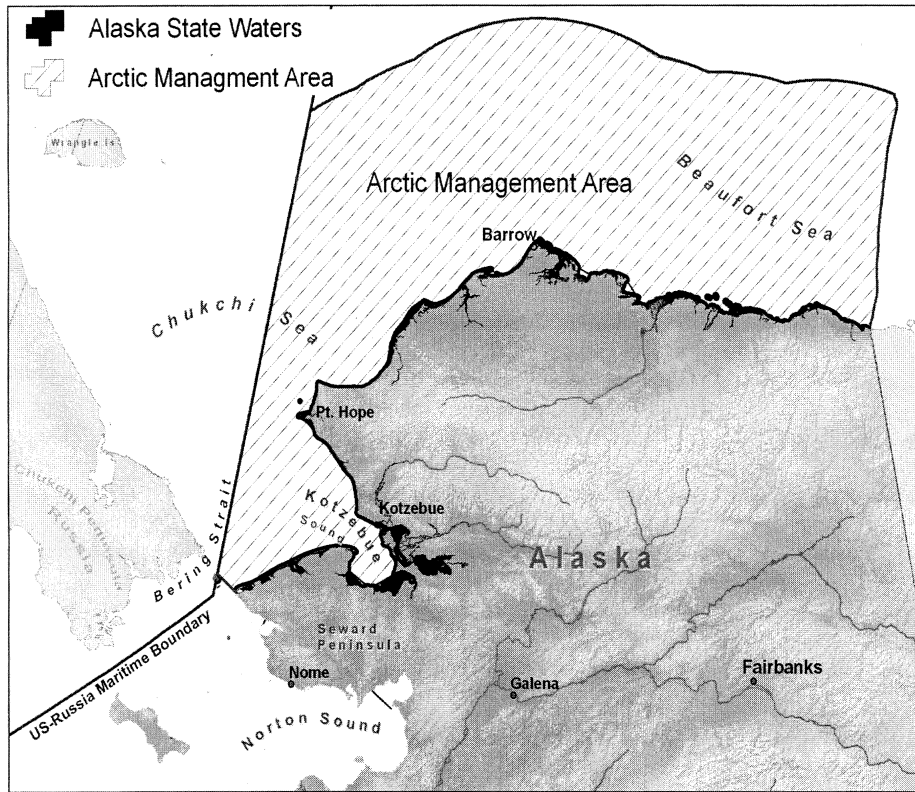 Alaska State Waters
Arctic Managment Area
Wrangle Is
Arctic Management Area
Beaufort Sea
Barrow
Chukchi Sea
Pt. Hope
Chukchi Peninsula
Russia
Kotzebue
Kotzebue
Sound
Bering Strait
Alaska
Seward
Peninsula
US-Russia Maritime Boundary
Nome
Galena
Fairbanks
Norton Sound